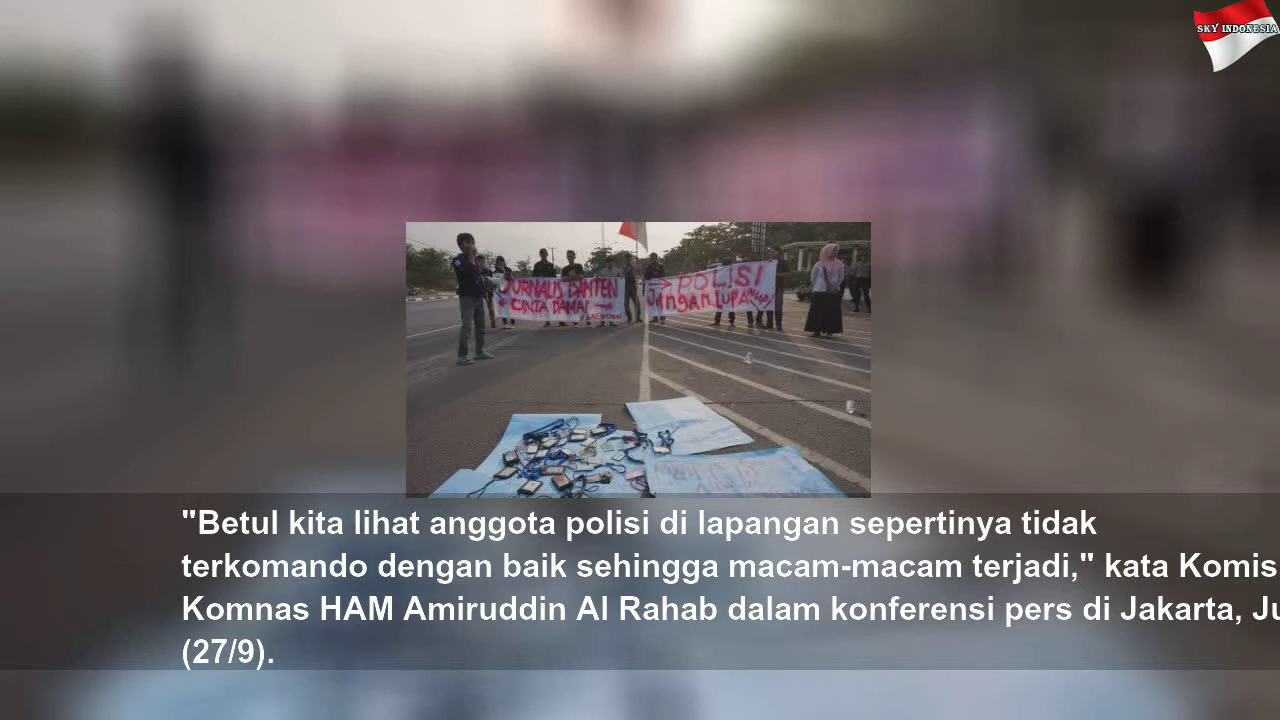 SKY INDONESIA
JURNALIS BANTEN
CINTA DAMAI
POLISI
Jangan LUPA
"Betul kita lihat anggota polisi di lapangan sepertinya tidak
terkomando dengan baik sehingga macam-macam terjadi," kata Komis
Komnas HAM Amiruddin Al Rahab dalam konferensi pers di Jakarta, Ju
(27/9).